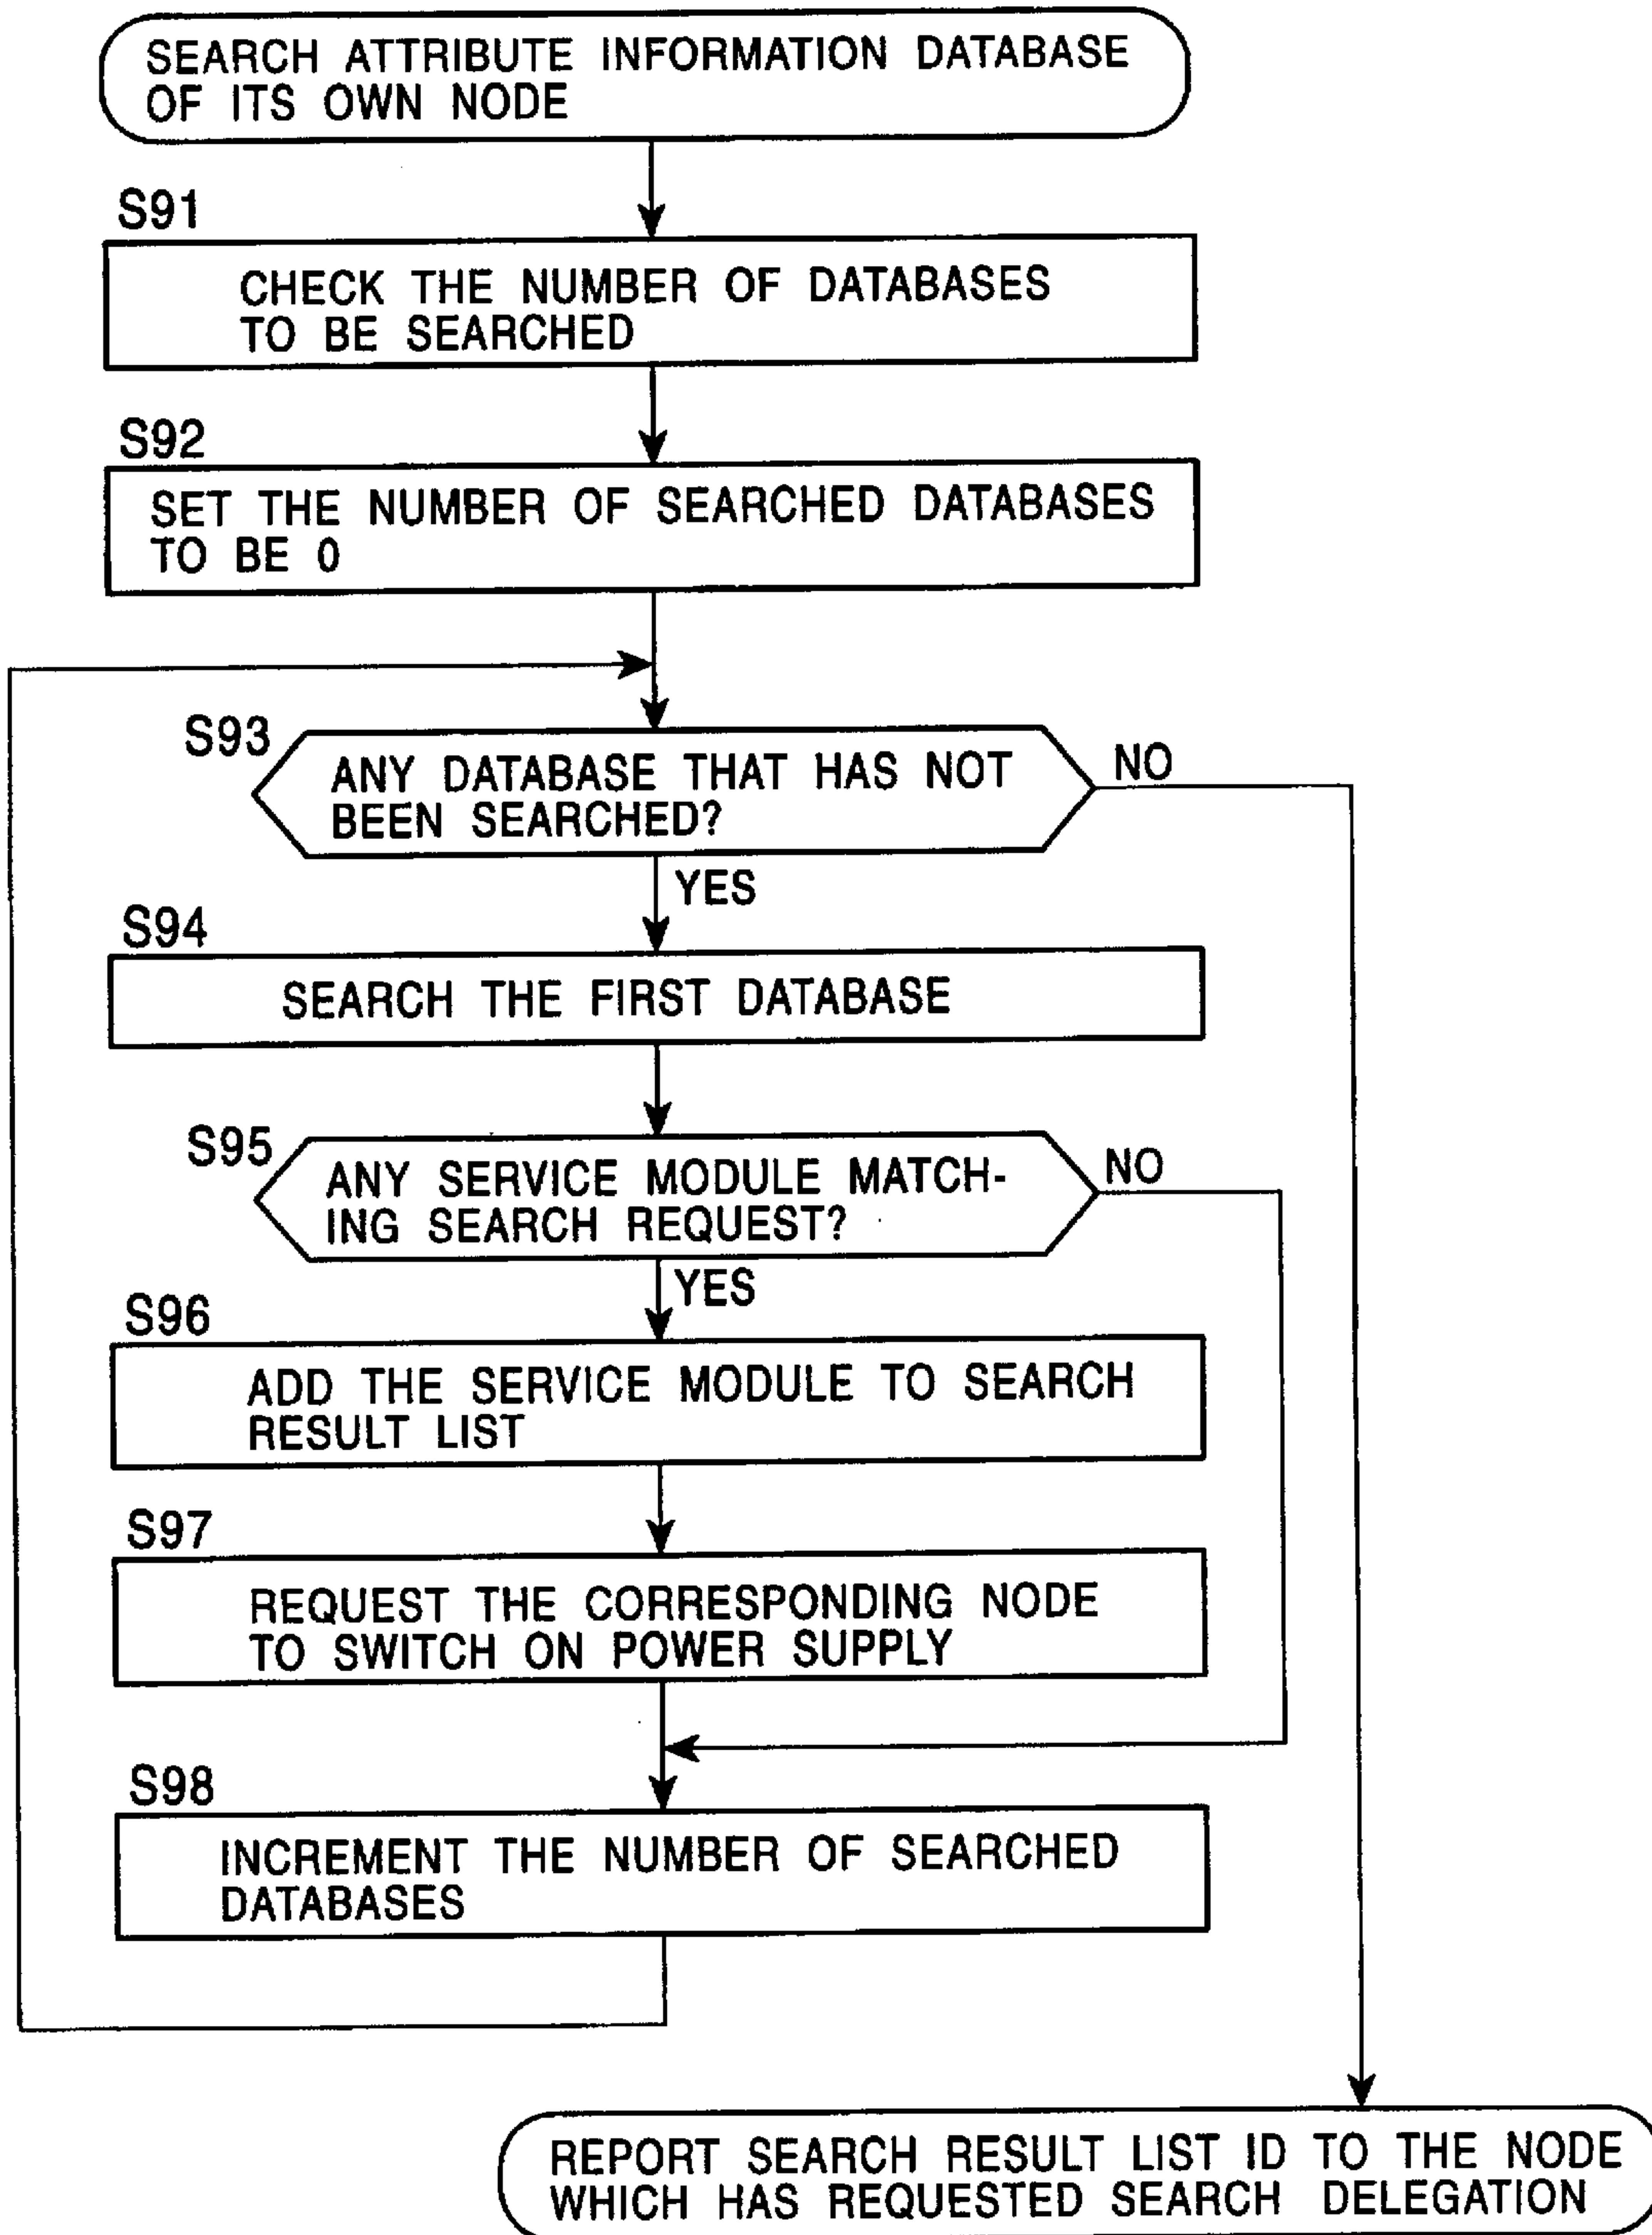 SEARCH ATTRIBUTE INFORMATION DATABASE
OF ITS OWN NODE
S91
CHECK THE NUMBER OF DATABASES
TO BE SEARCHED
S92
SET THE NUMBER OF SEARCHED DATABASES
TO BE 0
S93
ANY DATABASE THAT HAS NOT
BEEN SEARCHED?
NO
YES
S94
SEARCH THE FIRST DATABASE
S95
ANY SERVICE MODULE MATCH-
ING SEARCH REQUEST?
NO
YES
S96
ADD THE SERVICE MODULE TO SEARCH
RESULT LIST
S97
REQUEST THE CORRESPONDING NODE
TO SWITCH ON POWER SUPPLY
S98
INCREMENT THE NUMBER OF SEARCHED
DATABASES
REPORT SEARCH RESULT LIST ID TO THE NODE
WHICH HAS REQUESTED SEARCH DELEGATION